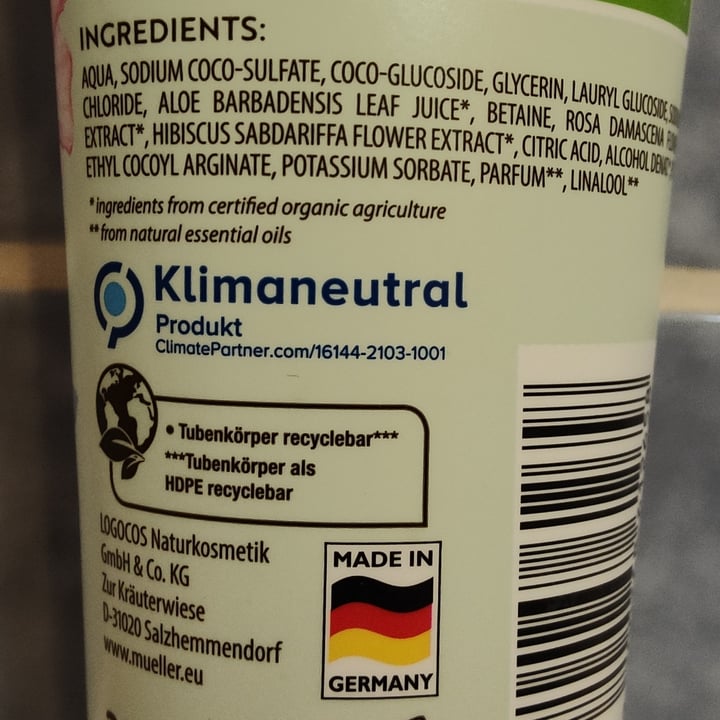 INGREDIENTS:
AQUA, SODIUM COCO-SULFATE, COCO-GLUCOSIDE, GLYCERIN, LAURYL GLUCOSIDE,
CHLORIDE, ALOE BARBADENSIS LEAF JUICE*, BETAINE, ROSA DAMASCENA
EXTRACT*, HIBISCUS SABDARIFFA FLOWER EXTRACT*, CITRIC ACID, ALCOHOL DENAT.
ETHYL COCOYL ARGINATE, POTASSIUM SORBATE, PARFUM**, LINALOOL**
*ingredients from certified organic agriculture
**from natural essential oils
Klimaneutral
Produkt
ClimatePartner.com/16144-2103-1001
• Tubenkörper recyclebar***
***Tubenkörper als
HDPE recyclebar
LOGOCOS Naturkosmetik
GmbH & Co. KG
Zur Kräuterwiese
D-31020 Salzhemmendorf
www.mueller.eu
MADE IN
GERMANY